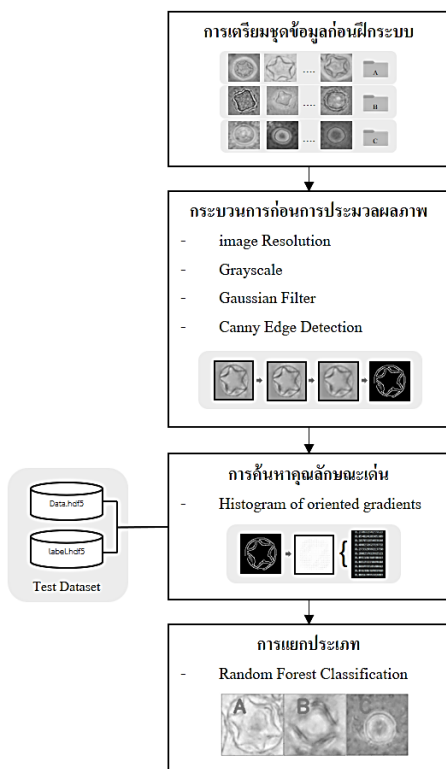 การเตรียมชุดข้อมูลก่อนฝึกระบบ
....
A
....
B
....
C
กระบวนการก่อนการประมวลผลภาพ
- image Resolution
- Grayscale
- Gaussian Filter
- Canny Edge Detection
การค้นหาคุณลักษณะเด่น
- Histogram of oriented gradients
Data.hdf5
label.hdf5
Test Dataset
การแยกประเภท
- Random Forest Classification
A B C